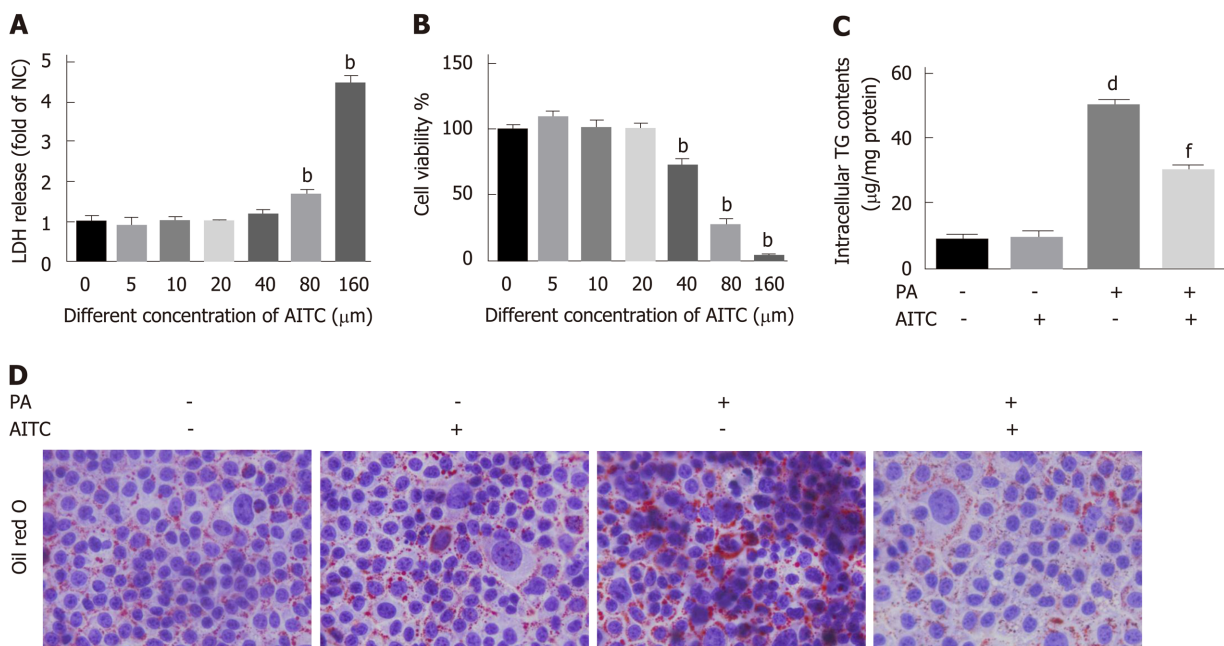 A
LDH release (fold of NC)
5
4
3
2
1
0
b
b
0 5 10 20 40 80 160
Different concentration of AITC (μm)
B
Cell viability %
150
100
50
0
b
b
b
0 5 10 20 40 80 160
Different concentration of AITC (μm)
C
Intracellular TG contents
(μg/mg protein)
60
40
20
0
d
f
PA - - + +
AITC - + - +
D
PA - - + +
AITC - + - +
Oil red O